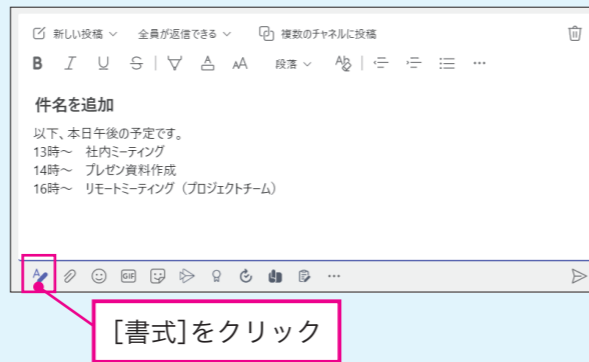 新しい投稿 全員が返信できる 複数のチャネルに投稿
B I U S A AA 段落 Ab
件名を追加
以下、本日午後の予定です。
13時～ 社内ミーティング
14時～ プレゼン資料作成
16時～ リモートミーティング（プロジェクトチーム）
GIF
[書式]をクリック